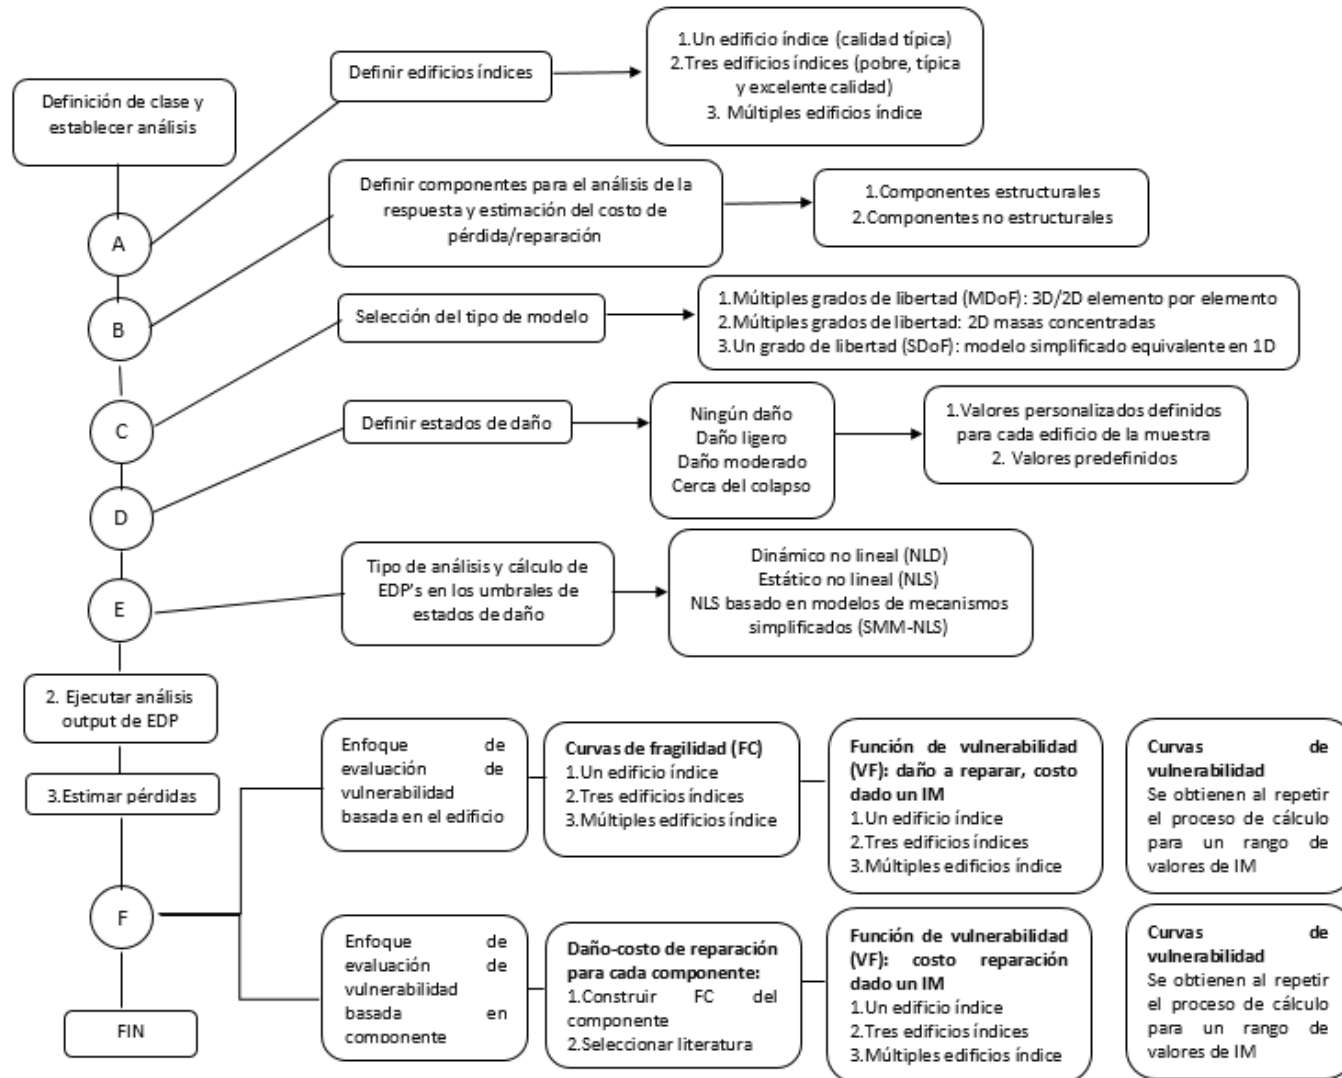 Definición de clase y
establecer análisis
A
Definir edificios índices
1.Un edificio índice (calidad típica)
2.Tres edificios índices (pobre, típica
y excelente calidad)
3. Múltiples edificios índice
B
Definir componentes para el análisis de la
respuesta y estimación del costo de
pérdida/reparación
1.Componentes estructurales
2.Componentes no estructurales
C
Selección del tipo de modelo
1.Múltiples grados de libertad (MDoF): 3D/2D elemento por elemento
2.Múltiples grados de libertad: 2D masas concentradas
3.Un grado de libertad (SDoF): modelo simplificado equivalente en 1D
D
Definir estados de daño
Ningún daño
Daño ligero
Daño moderado
Cerca del colapso
1.Valores personalizados definidos
para cada edificio de la muestra
2. Valores predefinidos
E
Tipo de análisis y cálculo de
EDP's en los umbrales de
estados de daño
Dinámico no lineal (NLD)
Estático no lineal (NLS)
NLS basado en modelos de mecanismos
simplificados (SMM-NLS)
2. Ejecutar análisis
output de EDP
3.Estimar pérdidas
F
Enfoque de
evaluación de
vulnerabilidad
basada en el edificio
Curvas de fragilidad (FC)
1.Un edificio índice
2.Tres edificios índices
3.Múltiples edificios índice
Función de vulnerabilidad
(VF): daño a reparar, costo
dado un IM
1.Un edificio índice
2.Tres edificios índices
3.Múltiples edificios índice
Curvas de
vulnerabilidad
Se obtienen al repetir
el proceso de cálculo
para un rango de
valores de IM
Enfoque de
evaluación de
vulnerabilidad
basada en
componente
Daño-costo de reparación
para cada componente:
1.Construir FC del
componente
2.Seleccionar literatura
Función de vulnerabilidad
(VF): costo reparación
dado un IM
1.Un edificio índice
2.Tres edificios índices
3.Múltiples edificios índice
Curvas de
vulnerabilidad
Se obtienen al repetir
el proceso de cálculo
para un rango de
valores de IM
FIN